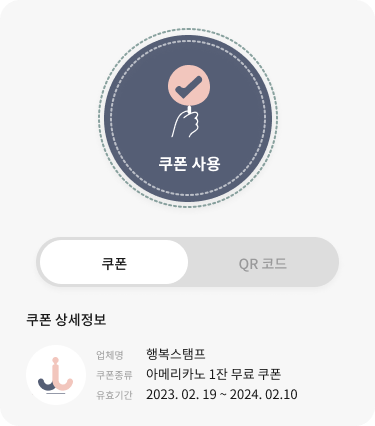 쿠폰 사용
쿠폰 QR 코드
쿠폰 상세정보
업체명 행복스탬프
쿠폰종류 아메리카노 1잔 무료 쿠폰
유효기간 2023. 02. 19 ~ 2024. 02.10